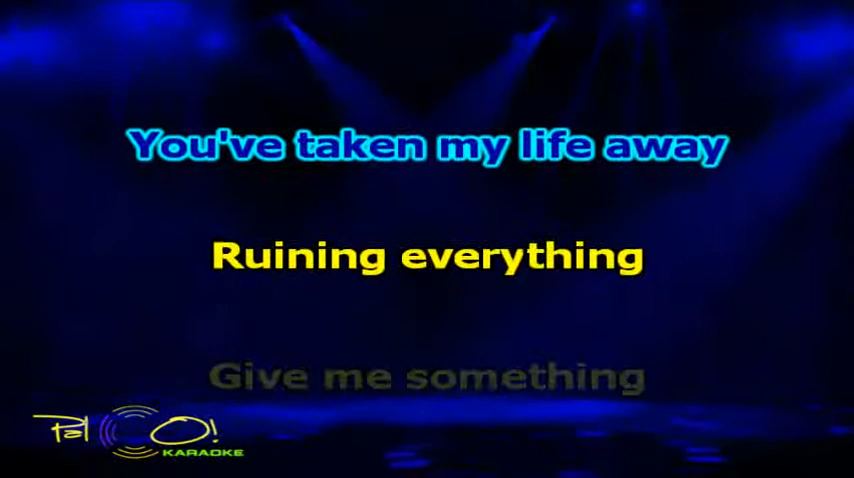 You've taken my life away
Ruining everything
Give me something
Pal O!
KARAOKE